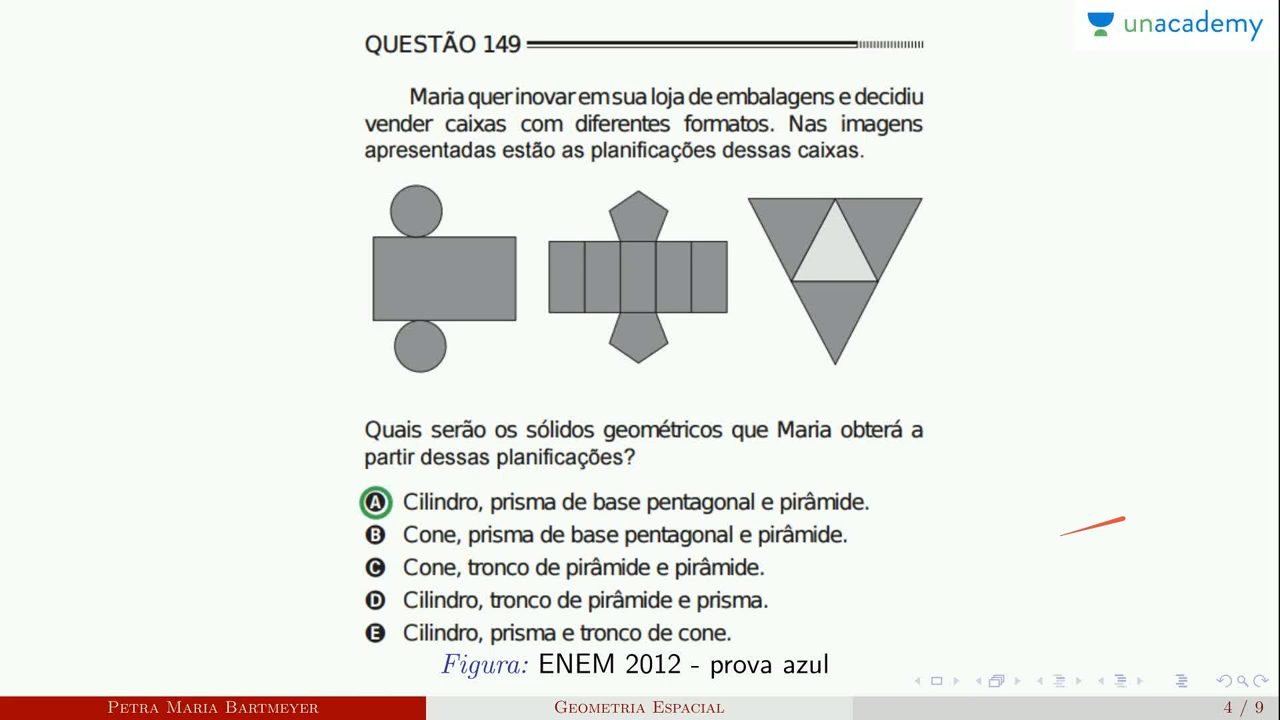 unacademy
QUESTÃO 149
Maria quer inovar em sua loja de embalagens e decidiu
vender caixas com diferentes formatos. Nas imagens
apresentadas estão as planificações dessas caixas.
Quais serão os sólidos geométricos que Maria obterá a
partir dessas planificações?
A Cilindro, prisma de base pentagonal e pirâmide.
B Cone, prisma de base pentagonal e pirâmide.
C Cone, tronco de pirâmide e pirâmide.
D Cilindro, tronco de pirâmide e prisma.
E Cilindro, prisma e tronco de cone.
Figura: ENEM 2012 - prova azul
Petra Maria Bartmeyer
Geometria Espacial
4 / 9